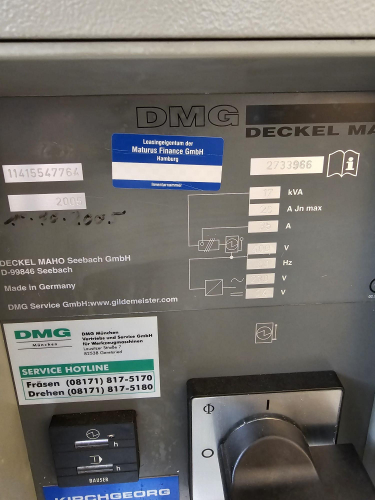 DMG
DECKEL MA
Leasingeigentum der
Maturus Finance GmbH
Hamburg
11415547764
2733966
2005
kVA
A Jn max
A
V
Hz
V
V
DECKEL MAHO Seebach GmbH
D-99846 Seebach
Made in Germany
DMG Service GmbH:www.gildemeister.com
DMG
München
DMG München
Vertriebs und Service GmbH
für Werkzeugmaschinen
82538 Geretsried
SERVICE HOTLINE
Fräsen (08171) 817-5170
Drehen (08171) 817-5180
h
h
BAUSER
KIRCHGEORG
I
O